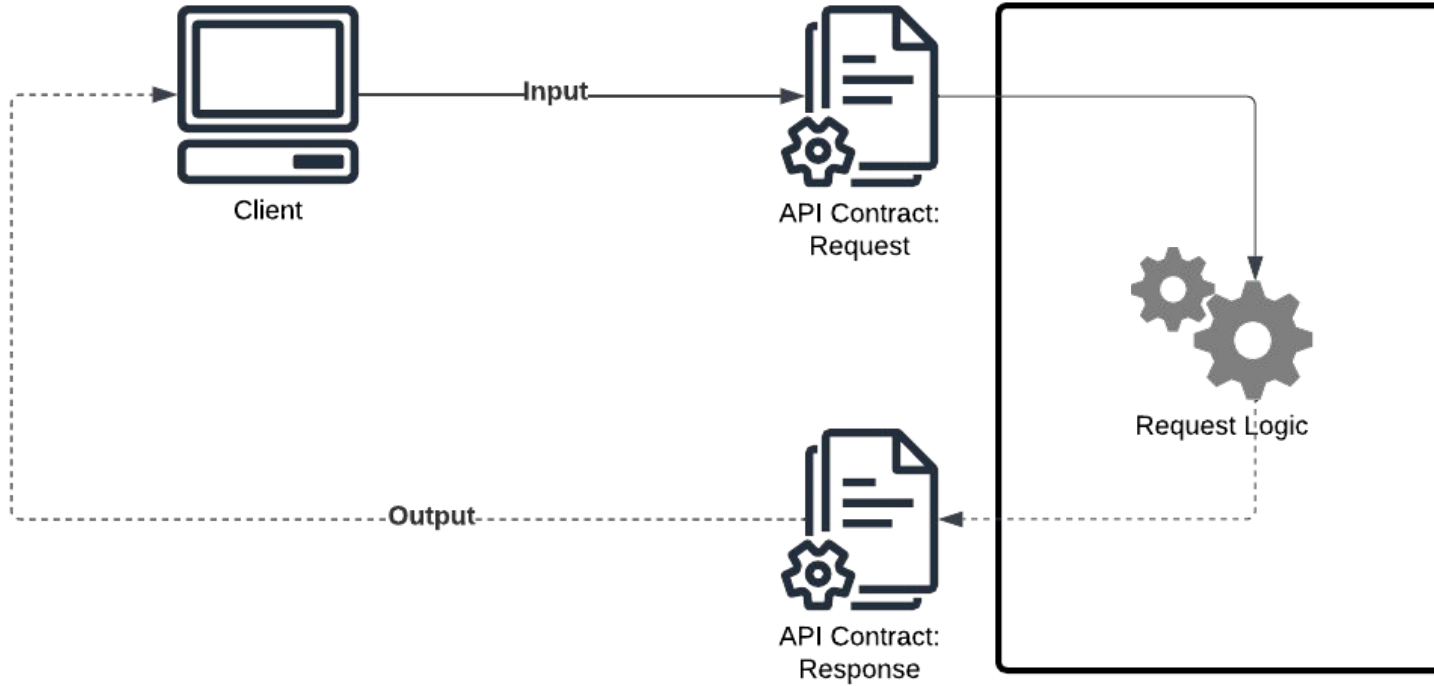 Input
Client
API Contract:
Request
Request Logic
Output
API Contract:
Response